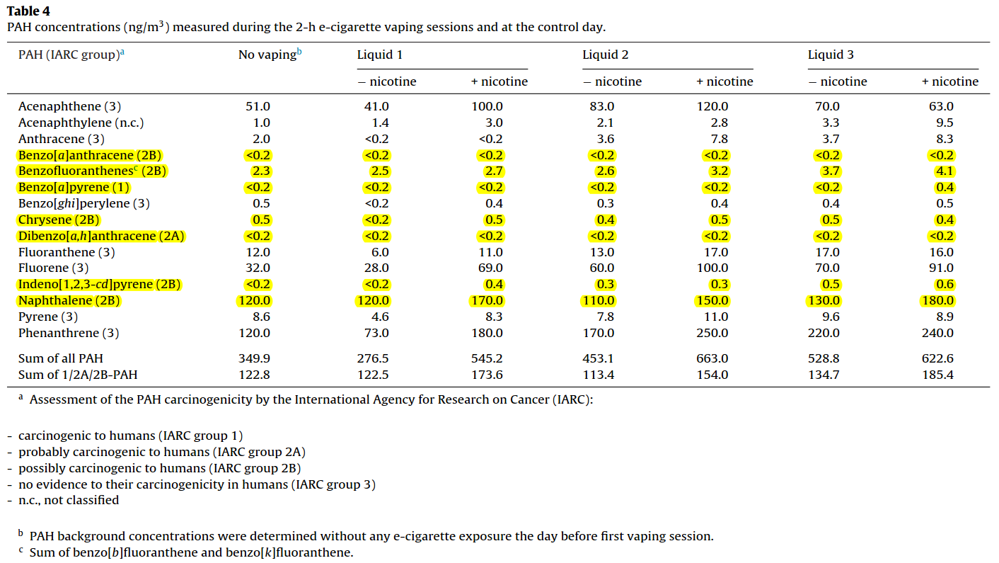 Table 4
PAH concentrations (ng/m³) measured during the 2-h e-cigarette vaping sessions and at the control day.
PAH (IARC group)ᵃ No vapingᵇ Liquid 1 Liquid 2 Liquid 3
− nicotine + nicotine − nicotine + nicotine − nicotine + nicotine
Acenaphthene (3) 51.0 41.0 100.0 83.0 120.0 70.0 63.0
Acenaphthylene (n.c.) 1.0 1.4 3.0 2.1 2.8 3.3 9.5
Anthracene (3) 2.0 <0.2 <0.2 3.6 7.8 3.7 8.3
Benzo[a]anthracene (2B) <0.2 <0.2 <0.2 <0.2 <0.2 <0.2 <0.2
Benzofluoranthenesᶜ (2B) 2.3 2.5 2.7 2.6 3.2 3.7 4.1
Benzo[a]pyrene (1) <0.2 <0.2 <0.2 <0.2 <0.2 <0.2 0.4
Benzo[ghi]perylene (3) 0.5 <0.2 0.4 0.3 0.4 0.4 0.5
Chrysene (2B) 0.5 <0.2 0.5 0.4 0.5 0.5 0.4
Dibenzo[a,h]anthracene (2A) <0.2 <0.2 <0.2 <0.2 <0.2 <0.2 <0.2
Fluoranthene (3) 12.0 6.0 11.0 13.0 17.0 17.0 16.0
Fluorene (3) 32.0 28.0 69.0 60.0 100.0 70.0 91.0
Indeno[1,2,3-cd]pyrene (2B) <0.2 <0.2 0.4 0.3 0.3 0.5 0.6
Naphthalene (2B) 120.0 120.0 170.0 110.0 150.0 130.0 180.0
Pyrene (3) 8.6 4.6 8.3 7.8 11.0 9.6 8.9
Phenanthrene (3) 120.0 73.0 180.0 170.0 250.0 220.0 240.0
Sum of all PAH 349.9 276.5 545.2 453.1 663.0 528.8 622.6
Sum of 1/2A/2B-PAH 122.8 122.5 173.6 113.4 154.0 134.7 185.4
ᵃ Assessment of the PAH carcinogenicity by the International Agency for Research on Cancer (IARC):
- carcinogenic to humans (IARC group 1)
- probably carcinogenic to humans (IARC group 2A)
- possibly carcinogenic to humans (IARC group 2B)
- no evidence to their carcinogenicity in humans (IARC group 3)
- n.c., not classified
ᵇ PAH background concentrations were determined without any e-cigarette exposure the day before first vaping session.
ᶜ Sum of benzo[b]fluoranthene and benzo[k]fluoranthene.